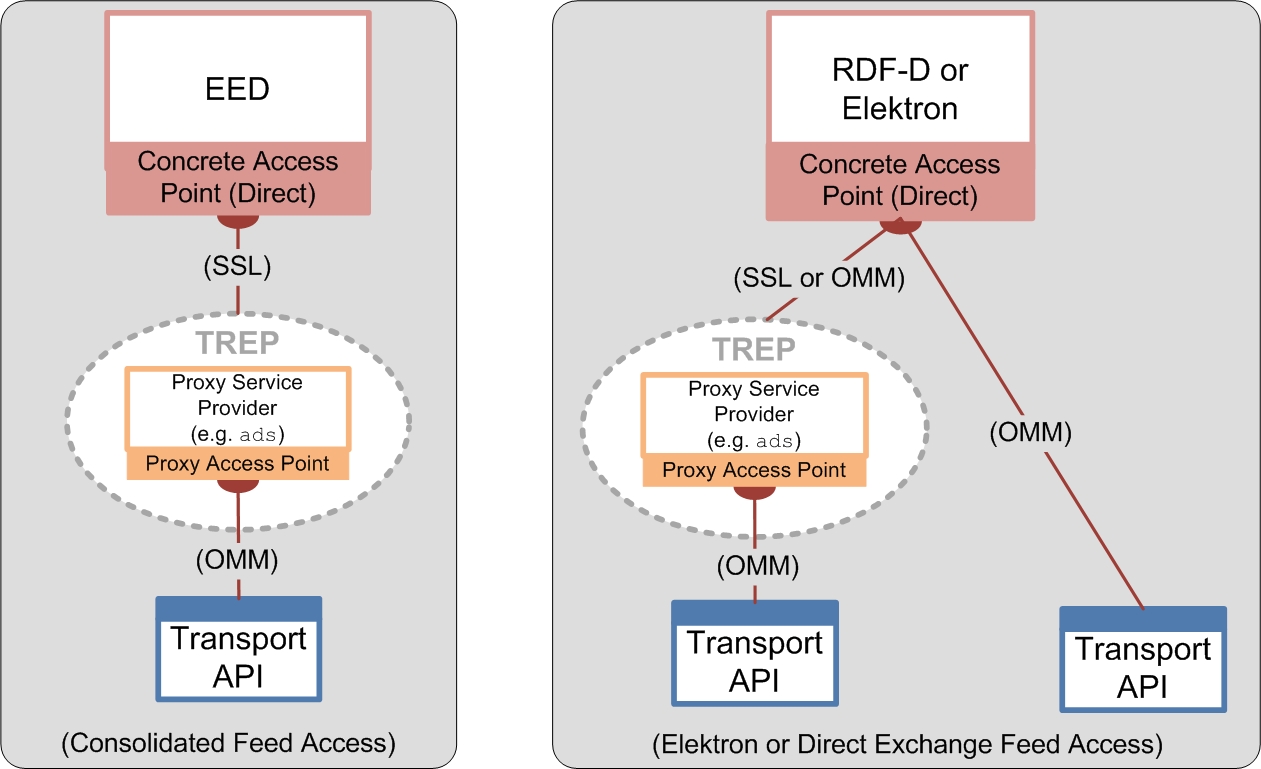 EED
Concrete Access
Point (Direct)
(SSL)
TREP
Proxy Service
Provider
(e.g. ads)
Proxy Access Point
(OMM)
Transport
API
(Consolidated Feed Access)
RDF-D or
Elektron
Concrete Access
Point (Direct)
(SSL or OMM)
TREP
Proxy Service
Provider
(e.g. ads)
Proxy Access Point
(OMM)
Transport
API
(OMM)
Transport
API
(Elektron or Direct Exchange Feed Access)